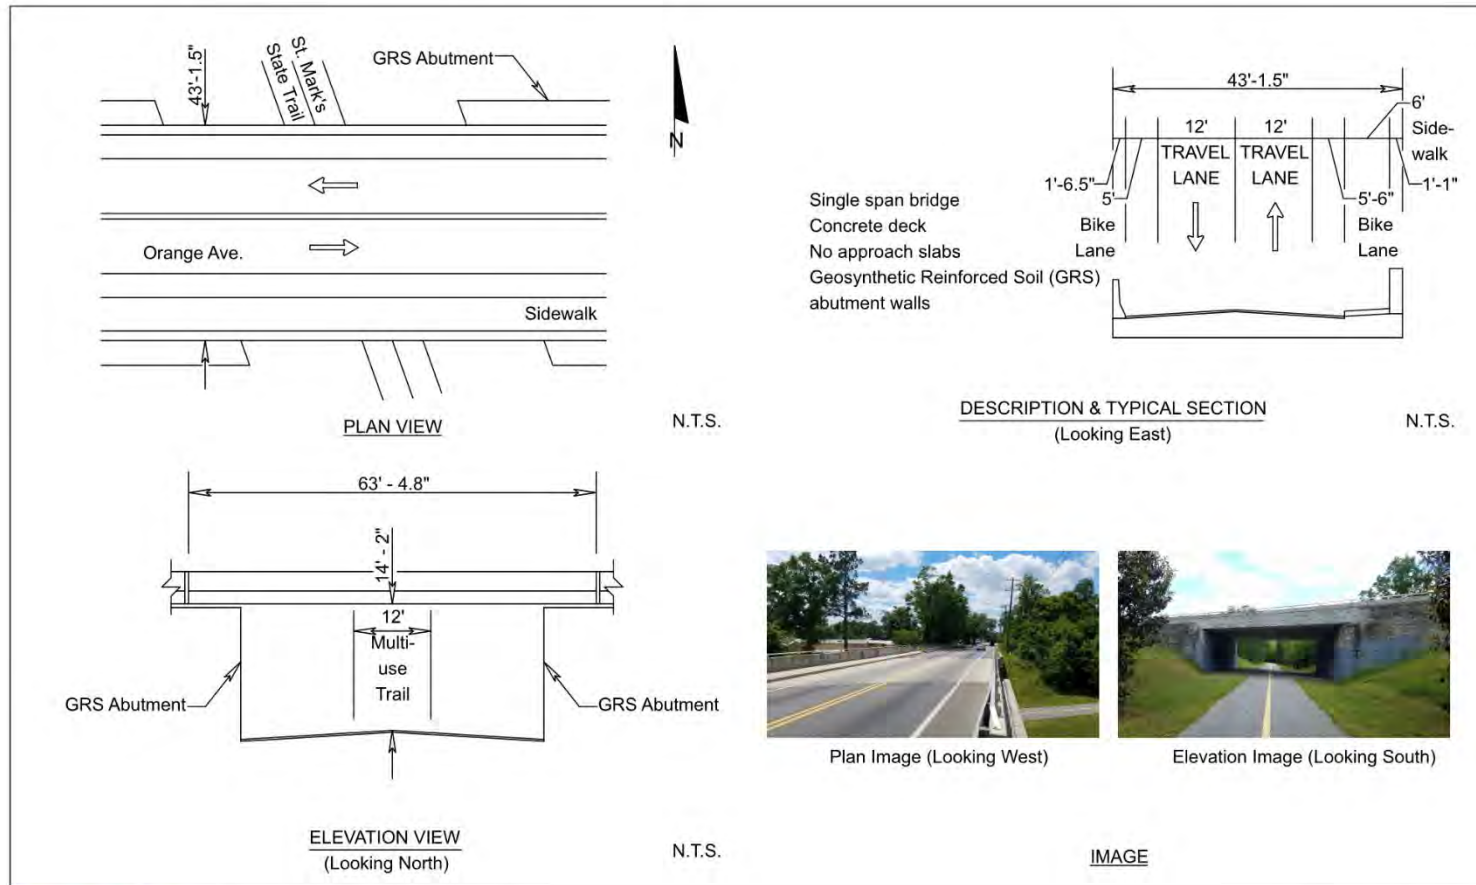 43'-1.5"
St. Mark's
State Trail
GRS Abutment
N
Orange Ave.
Sidewalk
PLAN VIEW
N.T.S.
43'-1.5"
6'
Side-
walk
12'
TRAVEL
LANE
12'
TRAVEL
LANE
1'-6.5"
5'
Bike
Lane
5'-6"
Bike
Lane
1'-1"
Single span bridge
Concrete deck
No approach slabs
Geosynthetic Reinforced Soil (GRS)
abutment walls
DESCRIPTION & TYPICAL SECTION
(Looking East)
N.T.S.
63' - 4.8"
14' - 2"
12'
Multi-
use
Trail
GRS Abutment
GRS Abutment
ELEVATION VIEW
(Looking North)
N.T.S.
Plan Image (Looking West)
Elevation Image (Looking South)
IMAGE